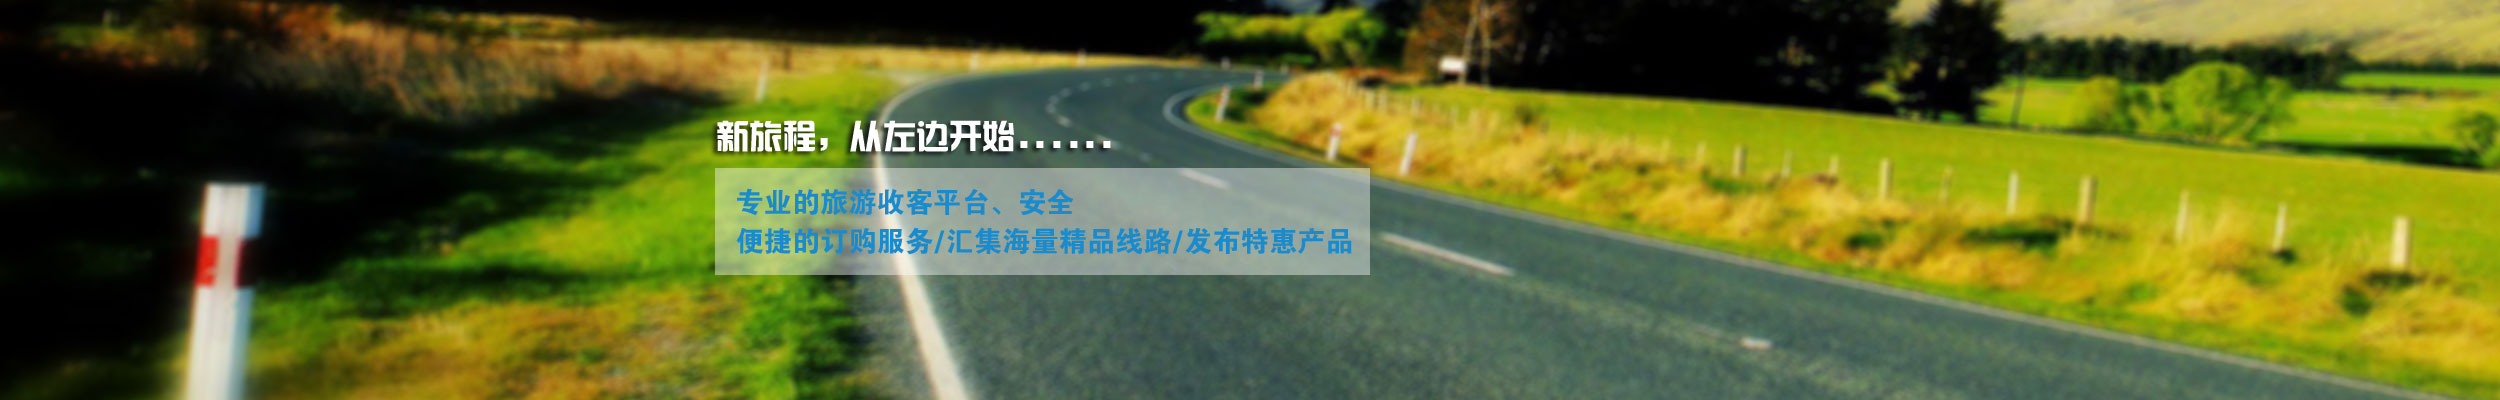 新旅程，从左边开始......
专业的旅游收客平台、安全
便捷的订购服务/汇集海量精品线路/发布特惠产品